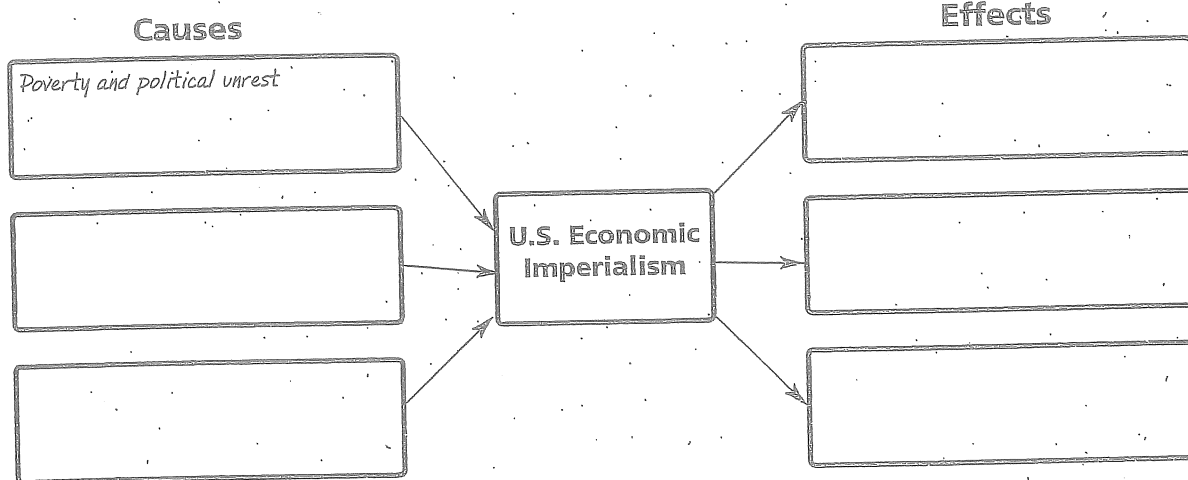 Causes
Effects
Poverty and political unrest
U.S. Economic
Imperialism